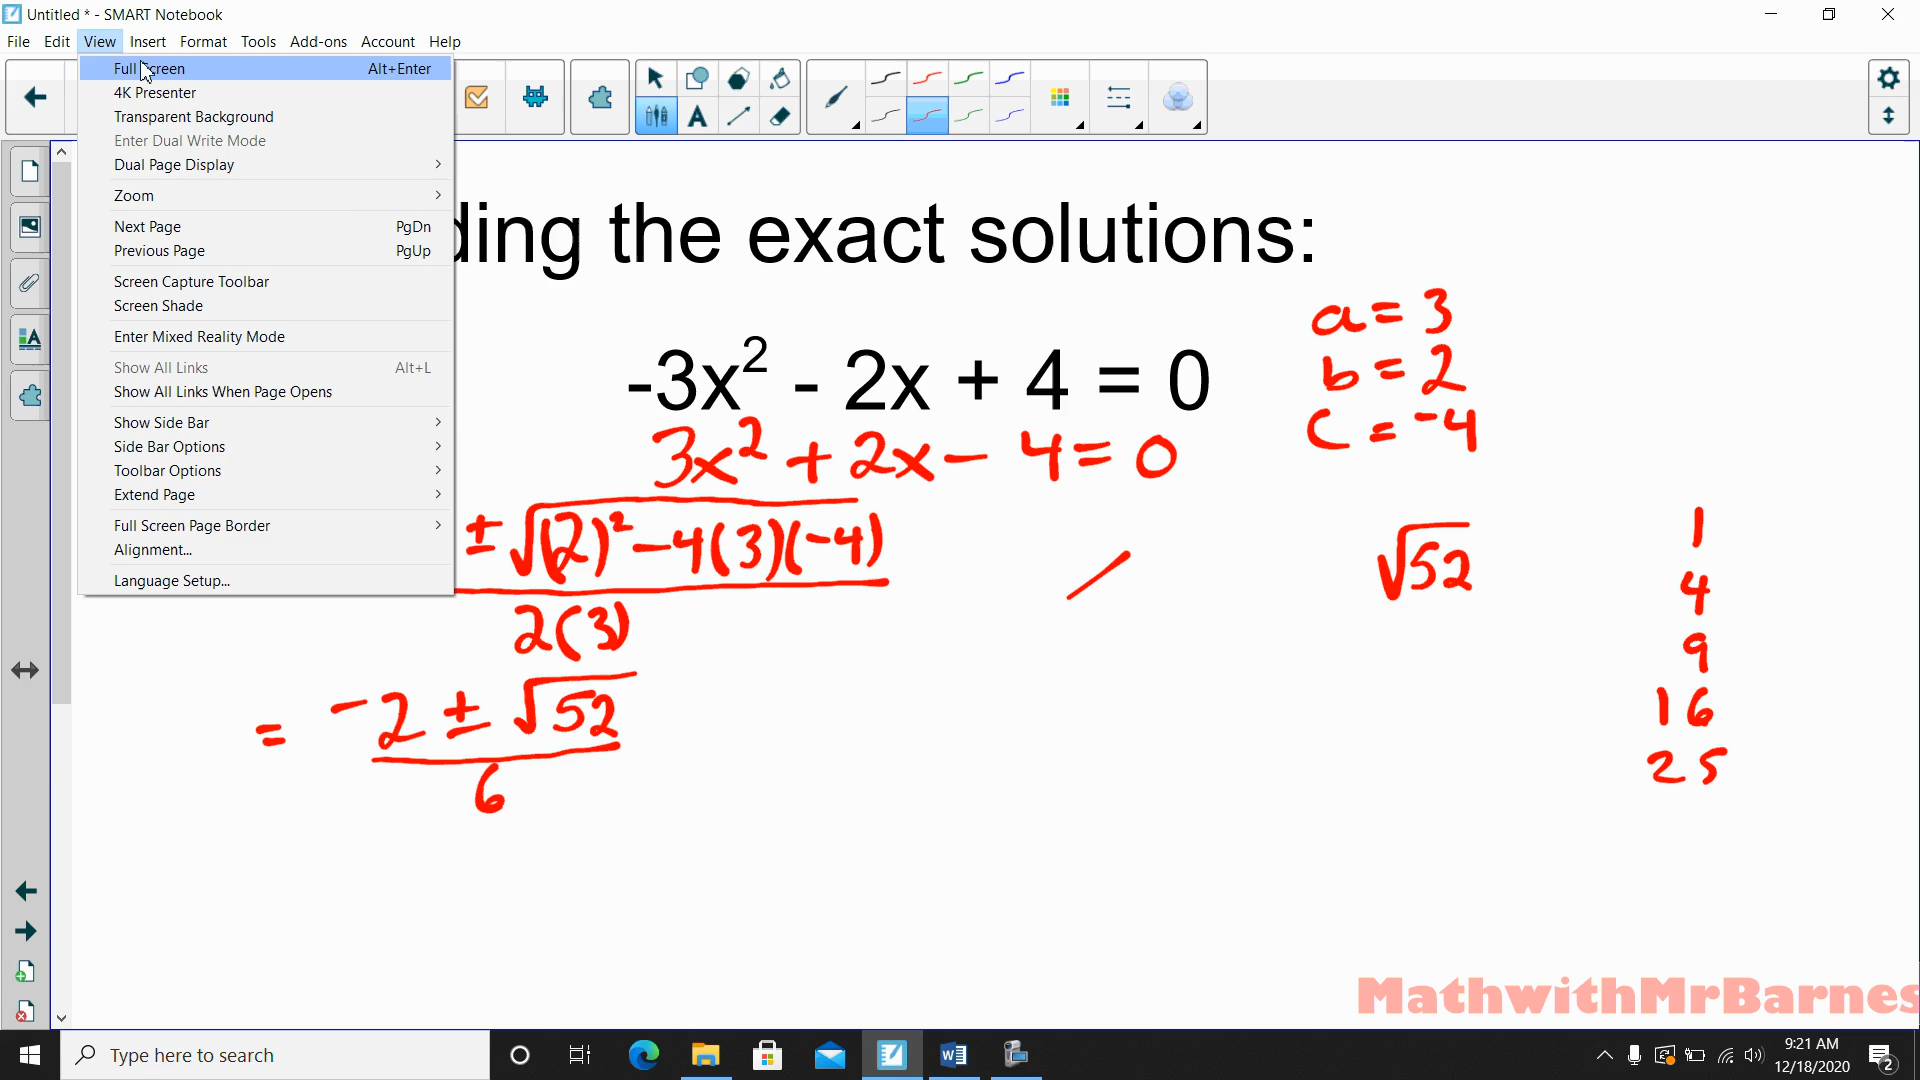 Untitled * - SMART Notebook
File Edit View Insert Format Tools Add-ons Account Help
Full Screen Alt+Enter
4K Presenter
Transparent Background
Enter Dual Write Mode
Dual Page Display
Zoom
Next Page PgDn
Previous Page PgUp
Screen Capture Toolbar
Screen Shade
Enter Mixed Reality Mode
Show All Links Alt+L
Show All Links When Page Opens
Show Side Bar
Side Bar Options
Toolbar Options
Extend Page
Full Screen Page Border
Alignment...
Language Setup...
ding the exact solutions:
-3x² - 2x + 4 = 0
3x² + 2x - 4 = 0
a = 3
b = 2
c = -4
± √(2)² - 4(3)(-4)
2(3)
= -2 ± √52
6
√52
1
4
9
16
25
MathwithMrBarnes
Type here to search
9:21 AM
12/18/2020
2